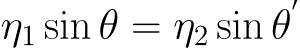 η₁ sin θ = η₂ sin θ′